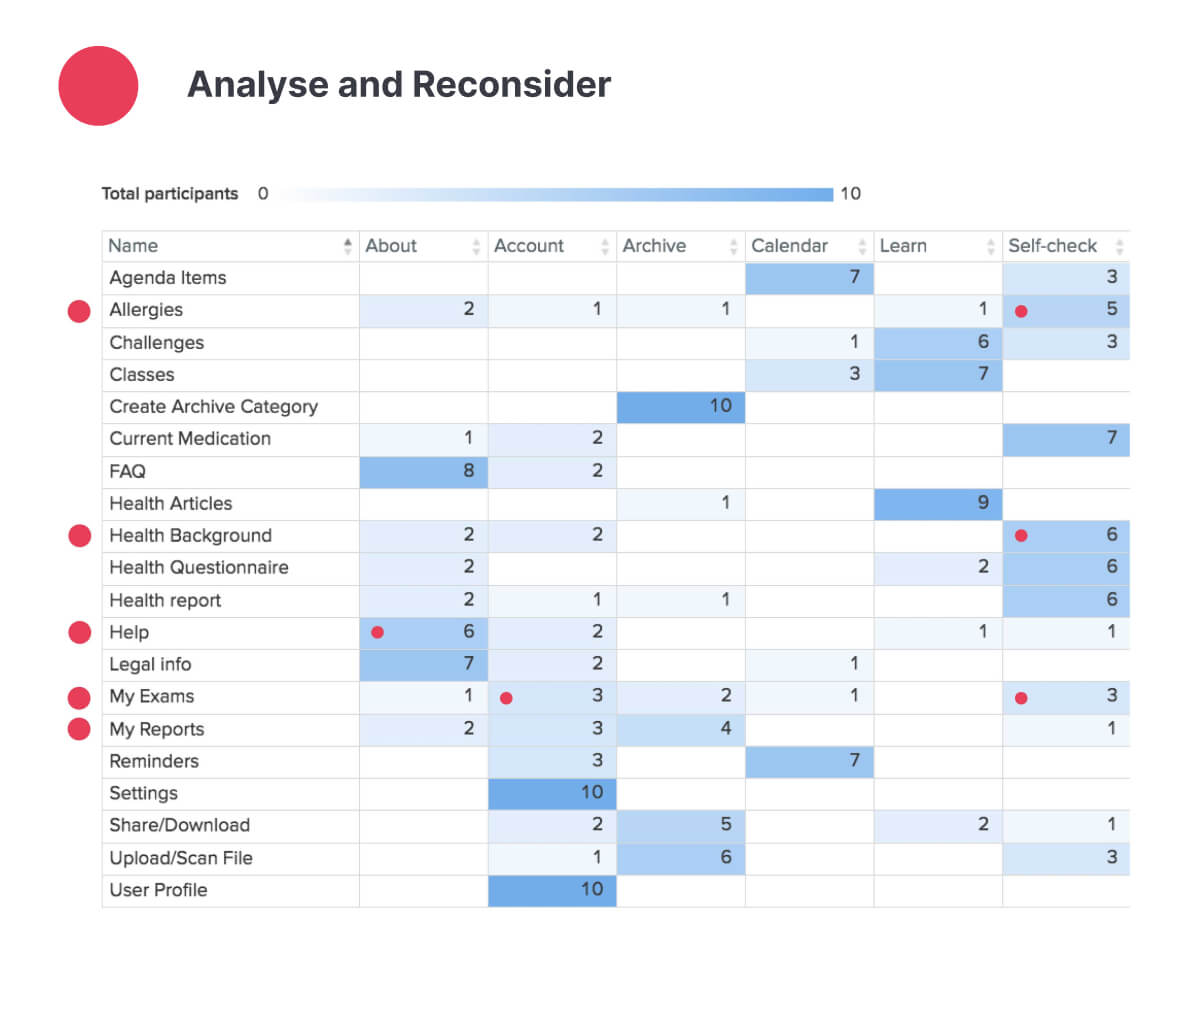 Analyse and Reconsider
Total participants 0 10
Name About Account Archive Calendar Learn Self-check
Agenda Items 7 3
Allergies 2 1 1 1 5
Challenges 1 6 3
Classes 3 7
Create Archive Category 10
Current Medication 1 2 7
FAQ 8 2
Health Articles 1 9
Health Background 2 2 6
Health Questionnaire 2 2 6
Health report 2 1 1 6
Help 6 2 1 1
Legal info 7 2 1
My Exams 1 3 2 1 3
My Reports 2 3 4 1
Reminders 3 7
Settings 10
Share/Download 2 5 2 1
Upload/Scan File 1 6 3
User Profile 10